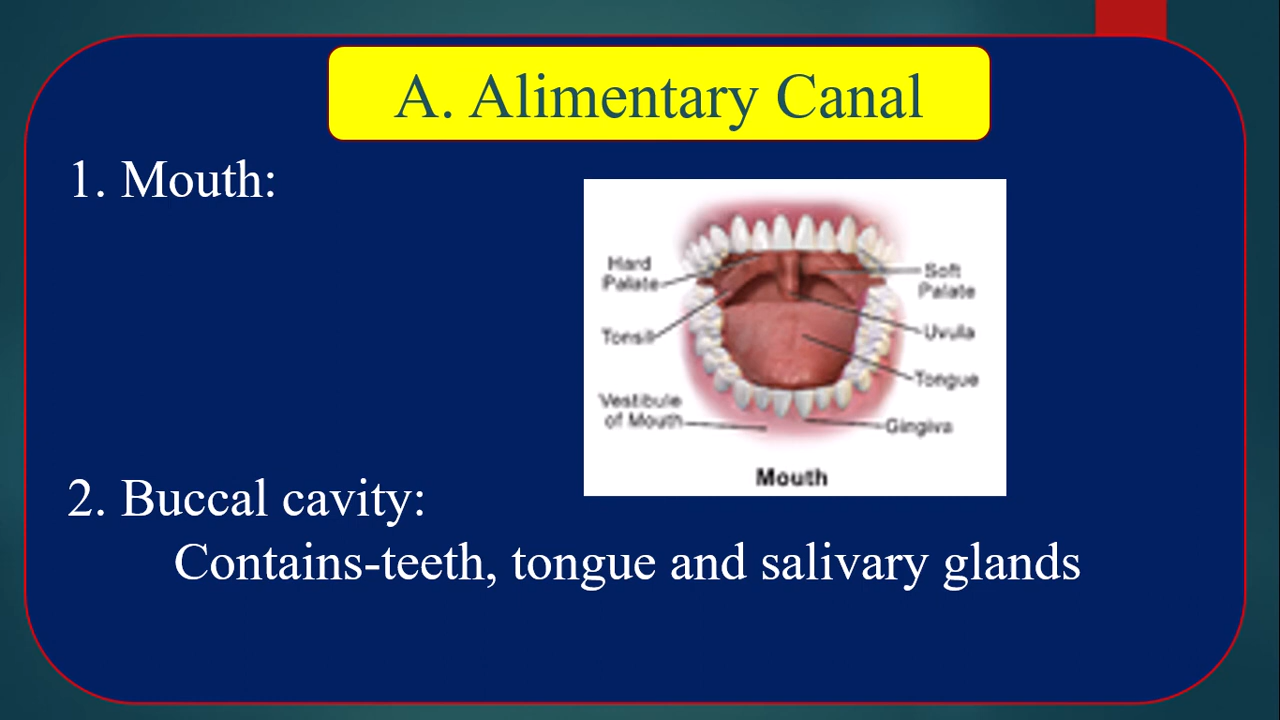 A. Alimentary Canal
1. Mouth:
Hard
Palate
Soft
Palate
Tonsil
Uvula
Tongue
Vestibule
of Mouth
Gingiva
Mouth
2. Buccal cavity:
Contains-teeth, tongue and salivary glands